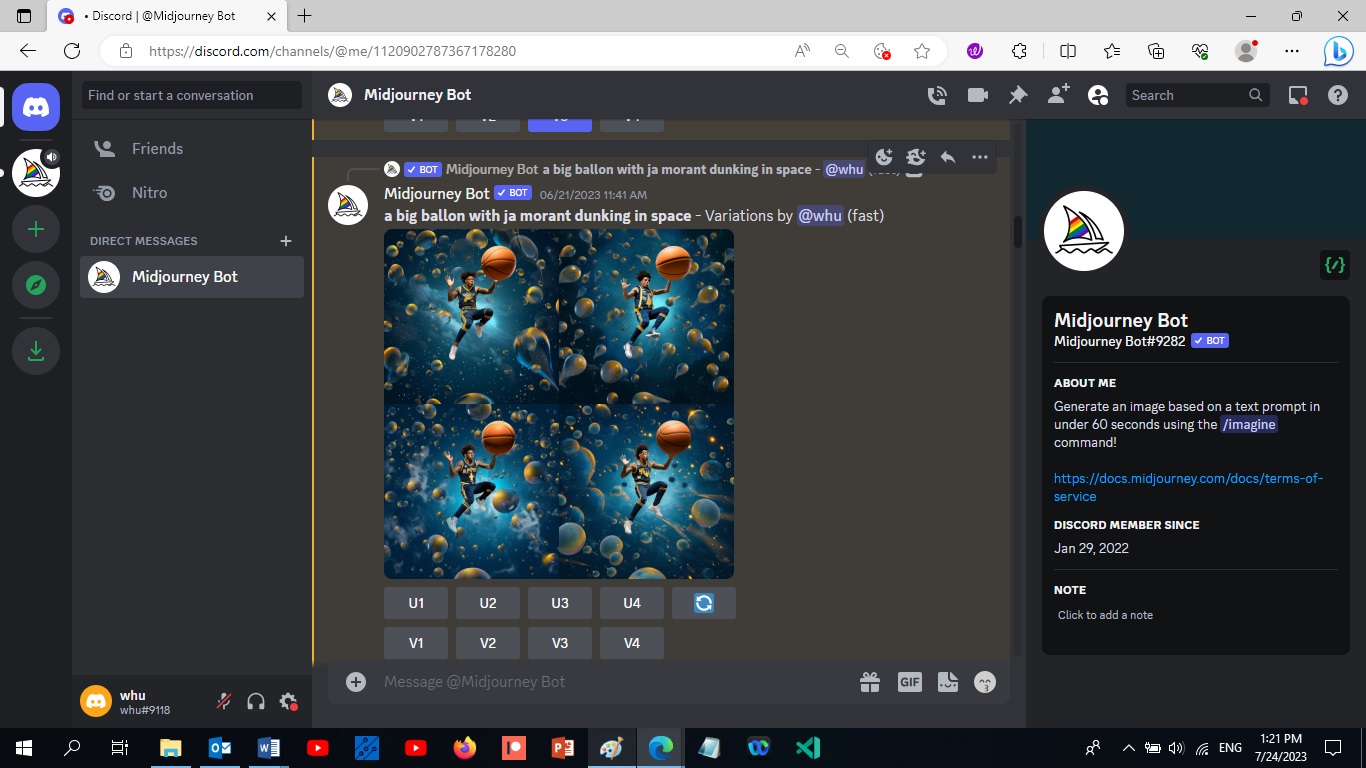 • Discord | @Midjourney Bot
https://discord.com/channels/@me/1120902787367178280
Find or start a conversation
Midjourney Bot
Search
Friends
Nitro
DIRECT MESSAGES
Midjourney Bot
BOT Midjourney Bot a big ballon with ja morant dunking in space - @whu
Midjourney Bot BOT 06/21/2023 11:41 AM
a big ballon with ja morant dunking in space - Variations by @whu (fast)
U1 U2 U3 U4
V1 V2 V3 V4
Message @Midjourney Bot
GIF
whu
whu#9118
Midjourney Bot
Midjourney Bot#9282 BOT
ABOUT ME
Generate an image based on a text prompt in
under 60 seconds using the /imagine
command!
https://docs.midjourney.com/docs/terms-of-
service
DISCORD MEMBER SINCE
Jan 29, 2022
NOTE
Click to add a note
ENG
1:21 PM
7/24/2023